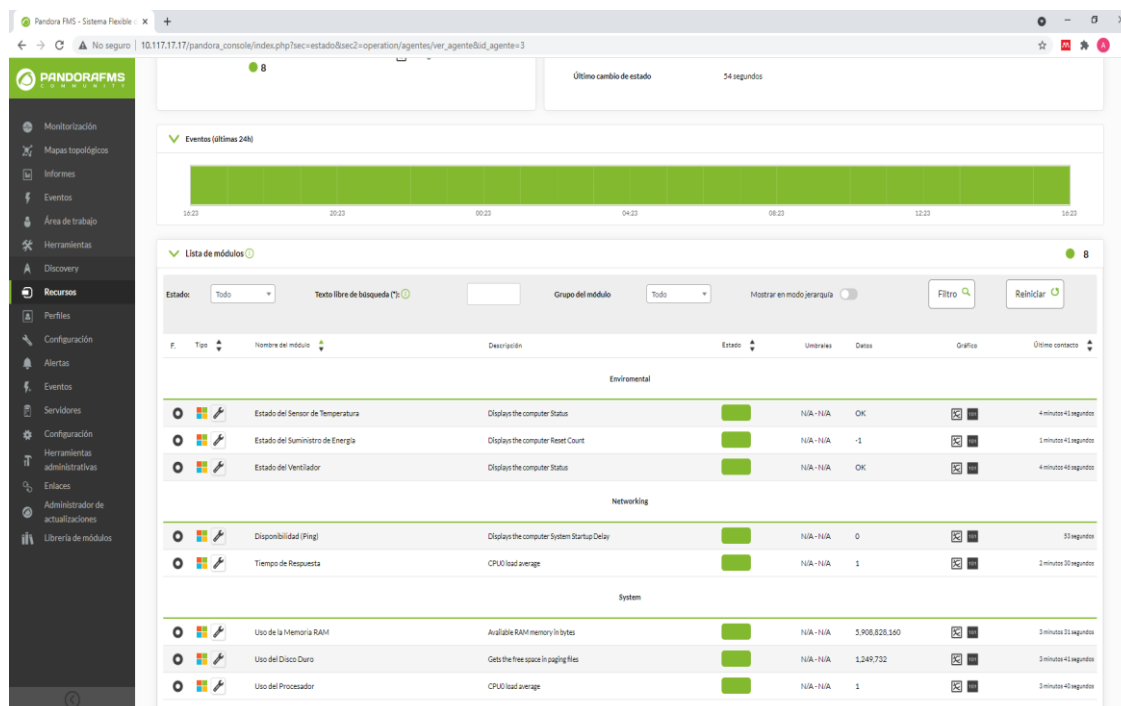 Pandora FMS - Sistema Flexible
No seguro 10.117.17.17/pandora_console/index.php?sec=estado&sec2=operation/agentes/ver_agente&id_agente=3
PANDORAFMS
COMMUNITY
8
Último cambio de estado 54 segundos
Monitorización
Mapas topológicos
Informes
Eventos
Área de trabajo
Herramientas
Discovery
Recursos
Perfiles
Configuración
Alertas
Eventos
Servidores
Configuración
Herramientas
administrativas
Enlaces
Administrador de
actualizaciones
Librería de módulos
Eventos (últimas 24h)
16:23 20:23 00:23 04:23 08:23 12:23 16:23
Lista de módulos 8
Estado: Todo Texto libre de búsqueda (*): Grupo del módulo Todo Mostrar en modo jerarquía Filtro Reiniciar
F. Tipo Nombre del módulo Descripción Estado Umbrales Datos Gráfico Último contacto
Enviromental
Estado del Sensor de Temperatura Displays the computer Status N/A - N/A OK 4 minutos 41 segundos
Estado del Suministro de Energía Displays the computer Reset Count N/A - N/A -1 1 minutos 41 segundos
Estado del Ventilador Displays the computer Status N/A - N/A OK 4 minutos 46 segundos
Networking
Disponibilidad (Ping) Displays the computer System Startup Delay N/A - N/A 0 53 segundos
Tiempo de Respuesta CPU0 load average N/A - N/A 1 2 minutos 30 segundos
System
Uso de la Memoria RAM Available RAM memory in bytes N/A - N/A 5,908,828,160 3 minutos 31 segundos
Uso del Disco Duro Gets the free space in paging files N/A - N/A 1,249,732 3 minutos 41 segundos
Uso del Procesador CPU0 load average N/A - N/A 1 3 minutos 40 segundos